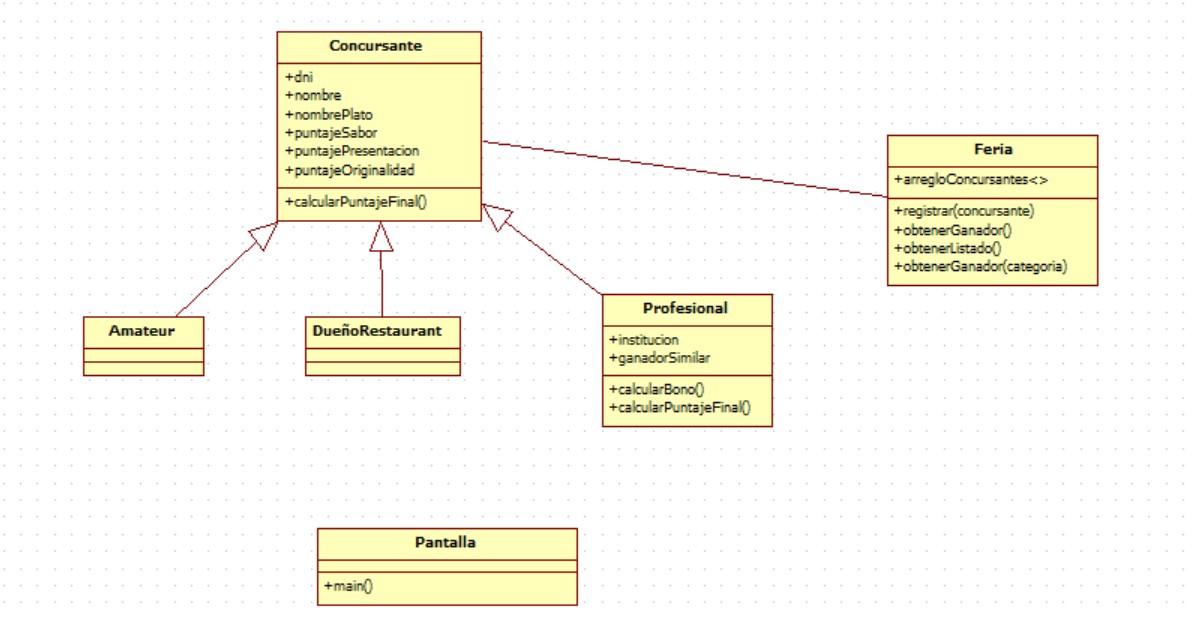 Concursante
+dni
+nombre
+nombrePlato
+puntajeSabor
+puntajePresentacion
+puntajeOriginalidad
+calcularPuntajeFinal()
Feria
+arregloConcursantes<>
+registrar(concursante)
+obtenerGanador()
+obtenerListado()
+obtenerGanador(categoria)
Amateur
DueñoRestaurant
Profesional
+institucion
+ganadorSimilar
+calcularBono()
+calcularPuntajeFinal()
Pantalla
+main()